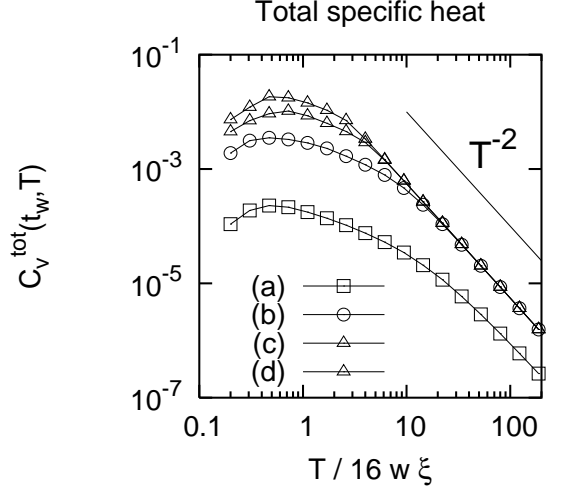 Total specific heat
10^-1
10^-3
10^-5
10^-7
C_v^tot(t_w,T)
T^-2
(a)
(b)
(c)
(d)
0.1 1 10 100
T / 16 w ξ